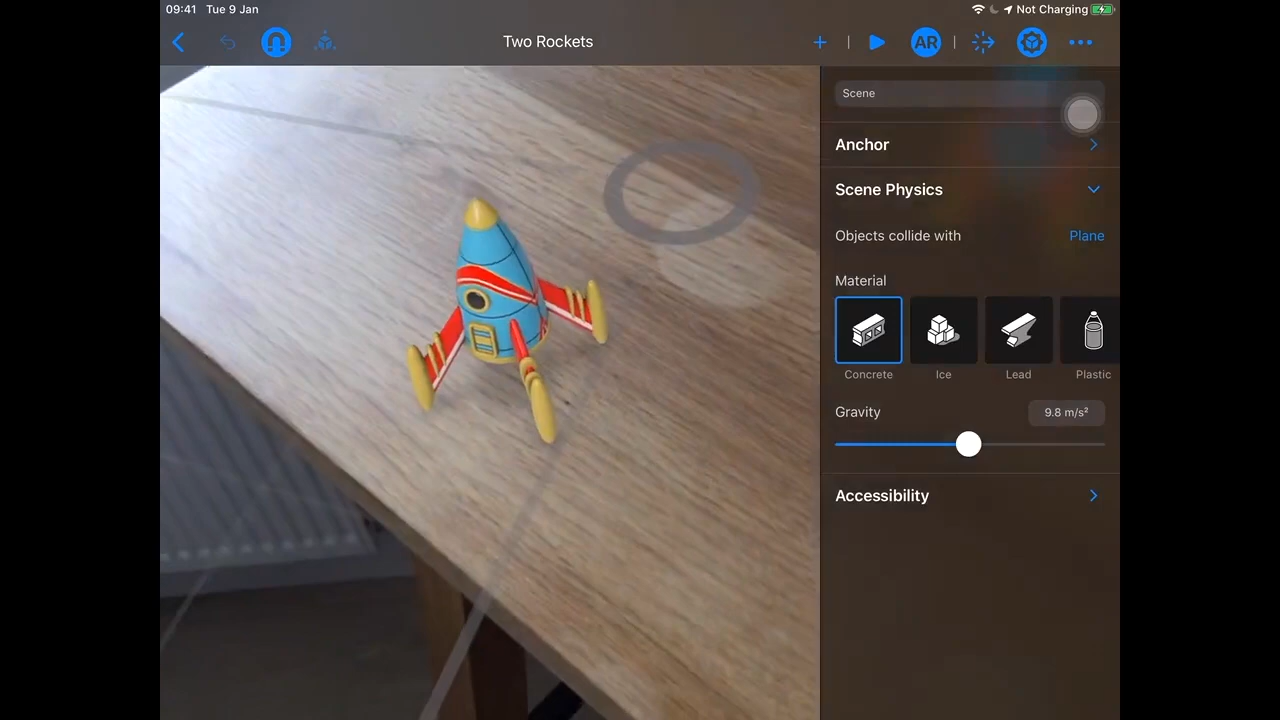 09:41 Tue 9 Jan
Not Charging
Two Rockets
AR
Scene
Anchor
Scene Physics
Objects collide with Plane
Material
Concrete Ice Lead Plastic
Gravity 9.8 m/s²
Accessibility